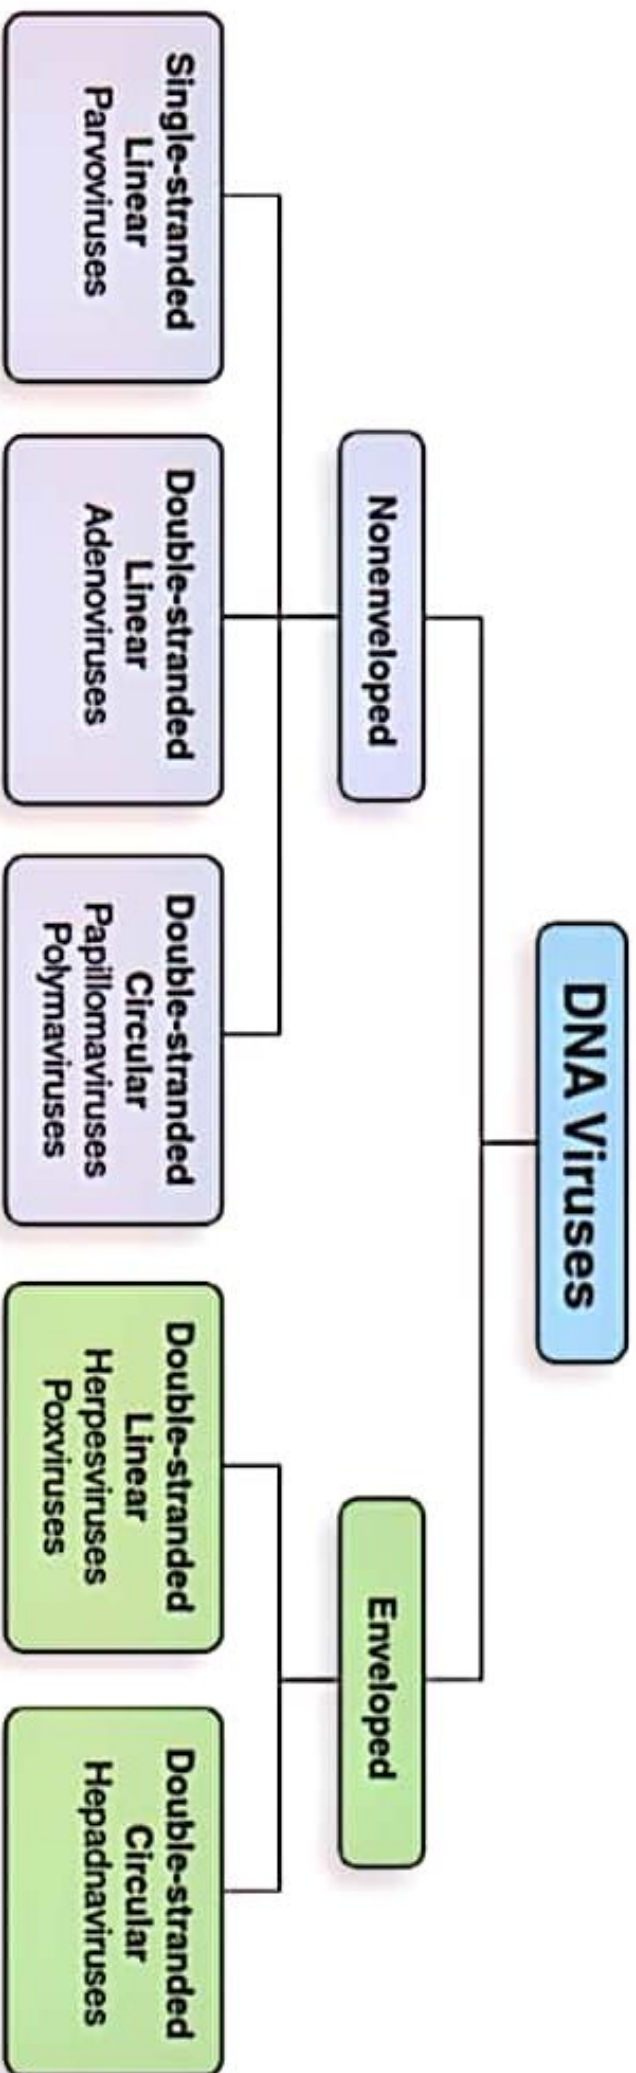 DNA Viruses
Nonenveloped
Enveloped
Single-stranded
Linear
Parvoviruses
Double-stranded
Linear
Adenoviruses
Double-stranded
Circular
Papillomaviruses
Polymaviruses
Double-stranded
Linear
Herpesviruses
Poxviruses
Double-stranded
Circular
Hepadnaviruses